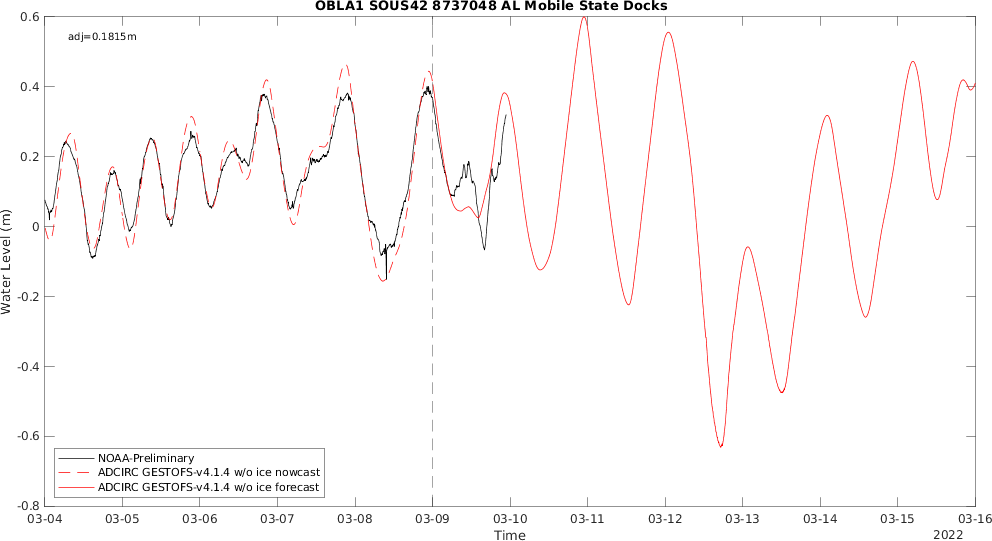 OBLA1 SOUS42 8737048 AL Mobile State Docks
adj=0.1815m
0.6
0.4
0.2
0
-0.2
-0.4
-0.6
-0.8
Water Level (m)
NOAA-Preliminary
ADCIRC GESTOFS-v4.1.4 w/o ice nowcast
ADCIRC GESTOFS-v4.1.4 w/o ice forecast
03-04 03-05 03-06 03-07 03-08 03-09 03-10 03-11 03-12 03-13 03-14 03-15 03-16
Time
2022